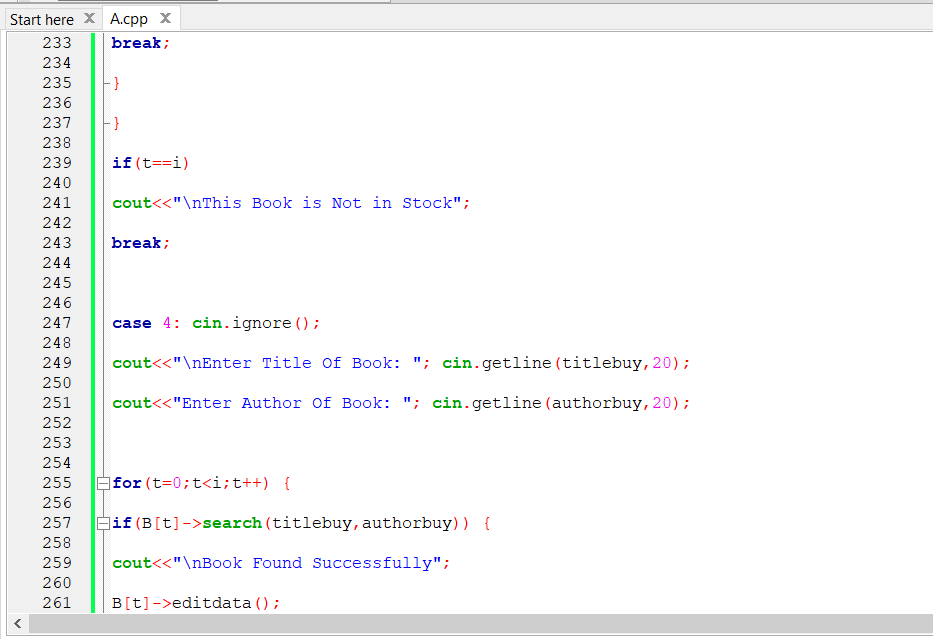 Start here X A.cpp X
233 break;
234
235 }
236
237 }
238
239 if(t==i)
240
241 cout<<"\nThis Book is Not in Stock";
242
243 break;
244
245
246
247 case 4: cin.ignore();
248
249 cout<<"\nEnter Title Of Book: "; cin.getline(titlebuy,20);
250
251 cout<<"Enter Author Of Book: "; cin.getline(authorbuy,20);
252
253
254
255 for(t=0;t<i;t++) {
256
257 if(B[t]->search(titlebuy,authorbuy)) {
258
259 cout<<"\nBook Found Successfully";
260
261 B[t]->editdata();